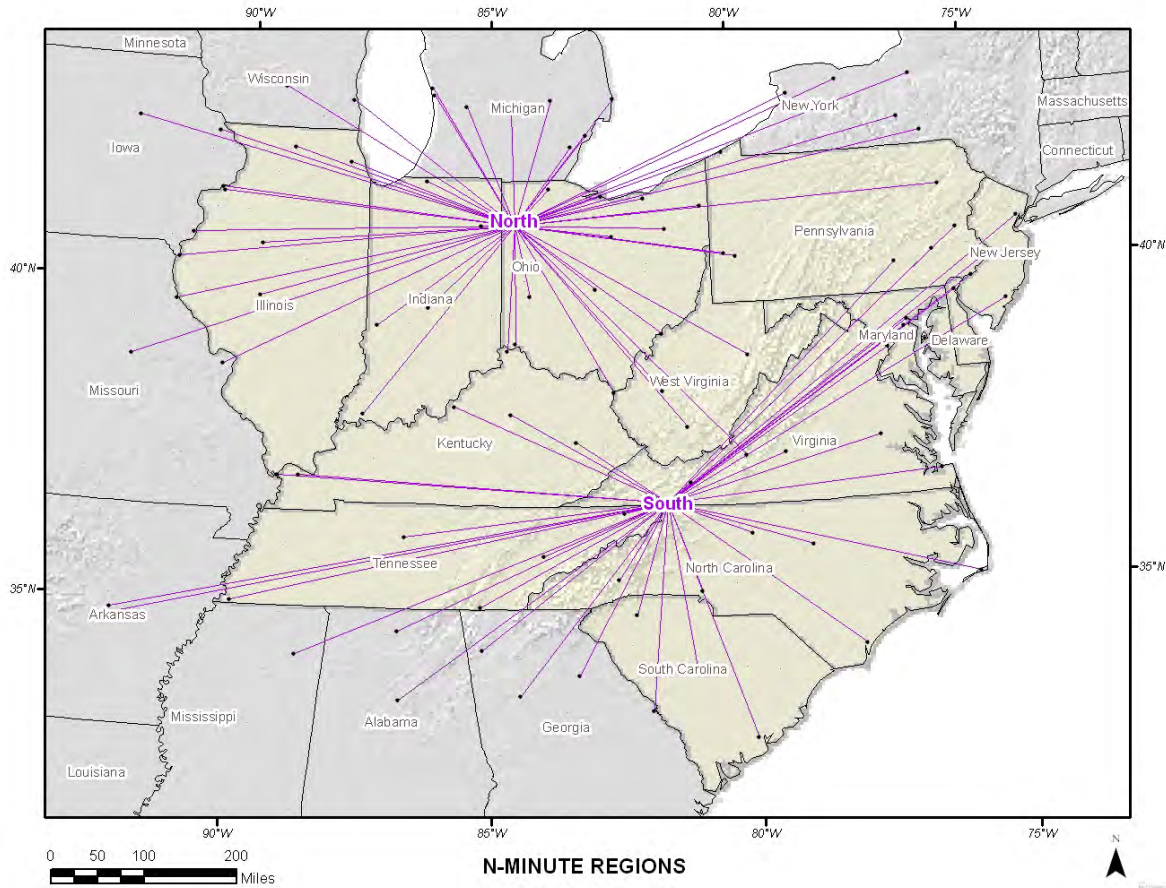 90°W 85°W 80°W 75°W
Minnesota
Wisconsin
Michigan
New York
Massachusetts
Iowa
Connecticut
North
Pennsylvania
40°N
New Jersey
40°N
Ohio
Indiana
Illinois
Maryland
Delaware
West Virginia
Missouri
Kentucky
Virginia
South
Tennessee
North Carolina
35°N
35°N
Arkansas
South Carolina
Mississippi
Alabama
Georgia
Louisiana
90°W 85°W 80°W 75°W
0 50 100 200
Miles
N-MINUTE REGIONS
N